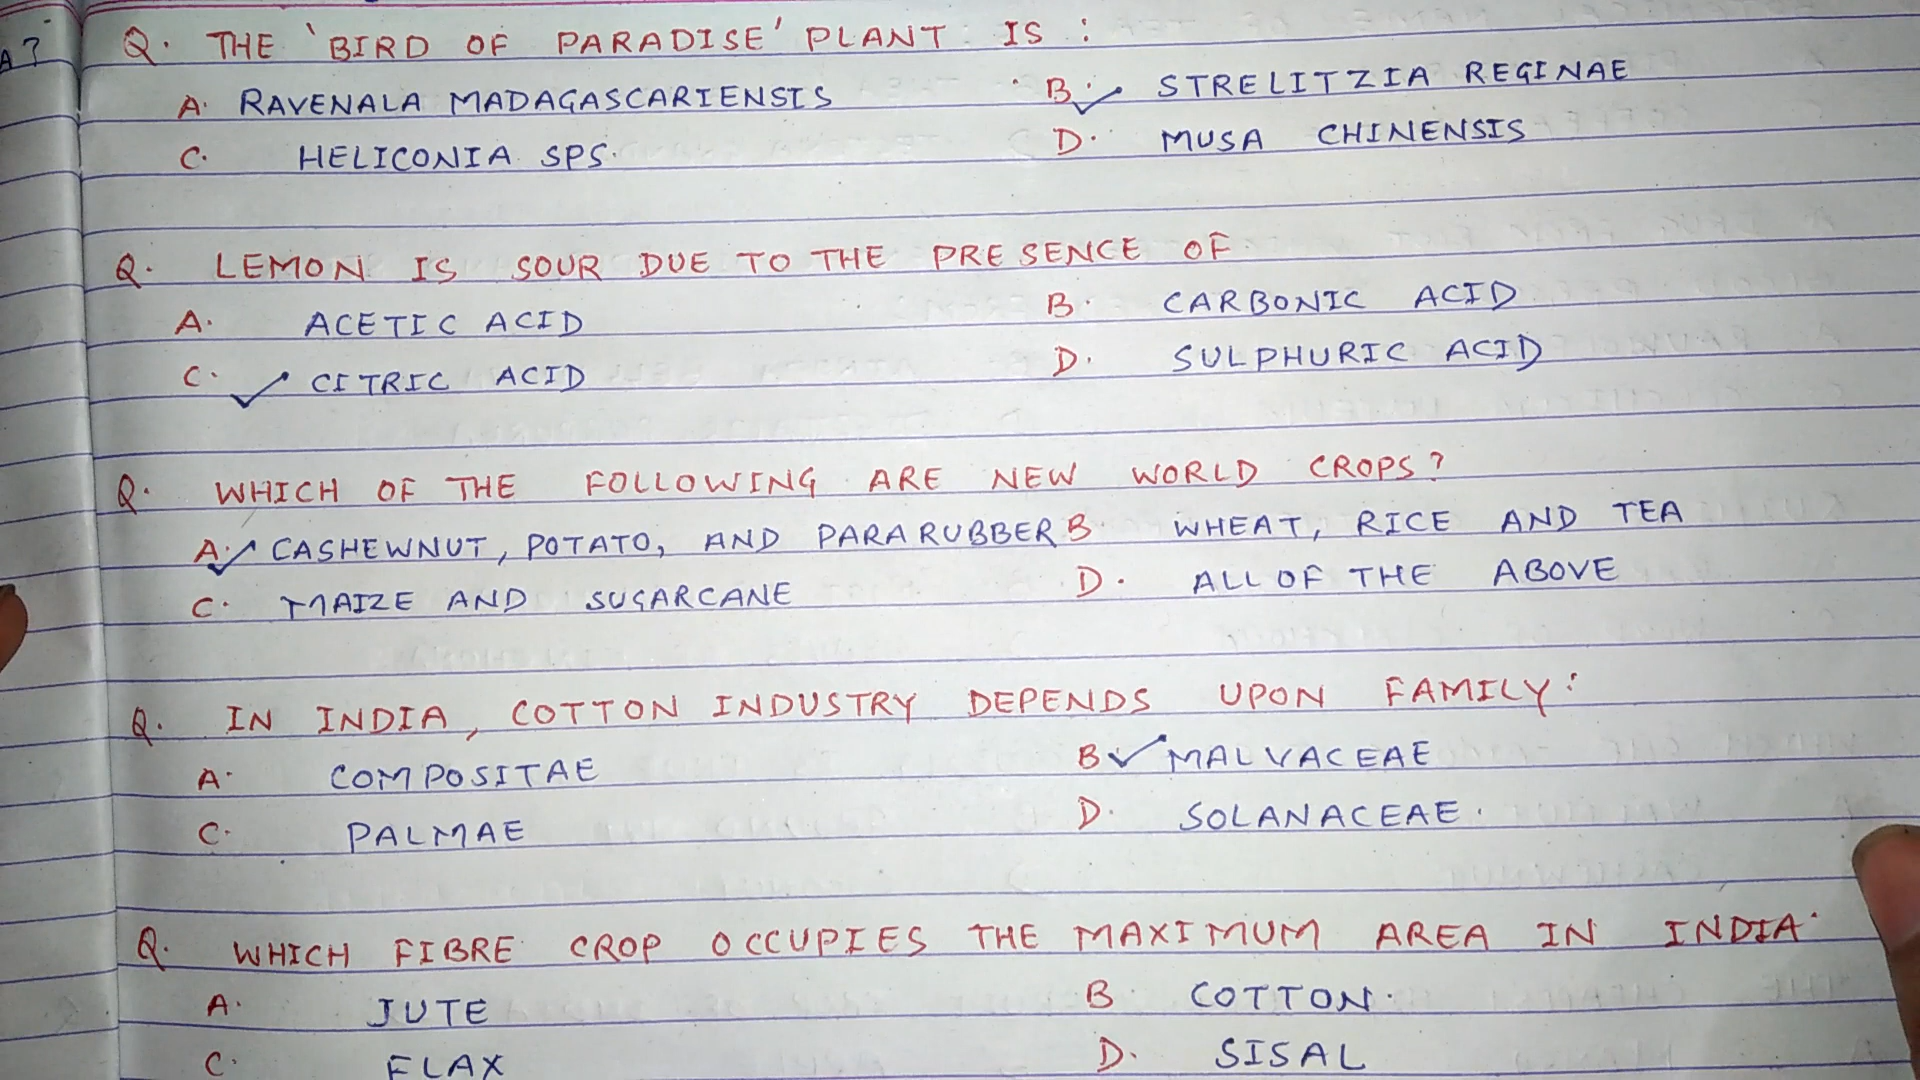 A?
Q. THE 'BIRD OF PARADISE' PLANT IS :
A. RAVENALA MADAGASCARIENSIS B. ✓ STRELITZIA REGINAE
C. HELICONIA SPS. D. MUSA CHINENSIS
Q. LEMON IS SOUR DUE TO THE PRESENCE OF
A. ACETIC ACID B. CARBONIC ACID
C. ✓ CITRIC ACID D. SULPHURIC ACID
Q. WHICH OF THE FOLLOWING ARE NEW WORLD CROPS?
A. ✓ CASHEWNUT, POTATO, AND PARARUBBER B. WHEAT, RICE AND TEA
C. MAIZE AND SUGARCANE D. ALL OF THE ABOVE
Q. IN INDIA, COTTON INDUSTRY DEPENDS UPON FAMILY:
A. COMPOSITAE B ✓ MALVACEAE
C. PALMAE D. SOLANACEAE.
Q. WHICH FIBRE CROP OCCUPIES THE MAXIMUM AREA IN INDIA.
A. JUTE B. COTTON.
C. FLAX D. SISAL